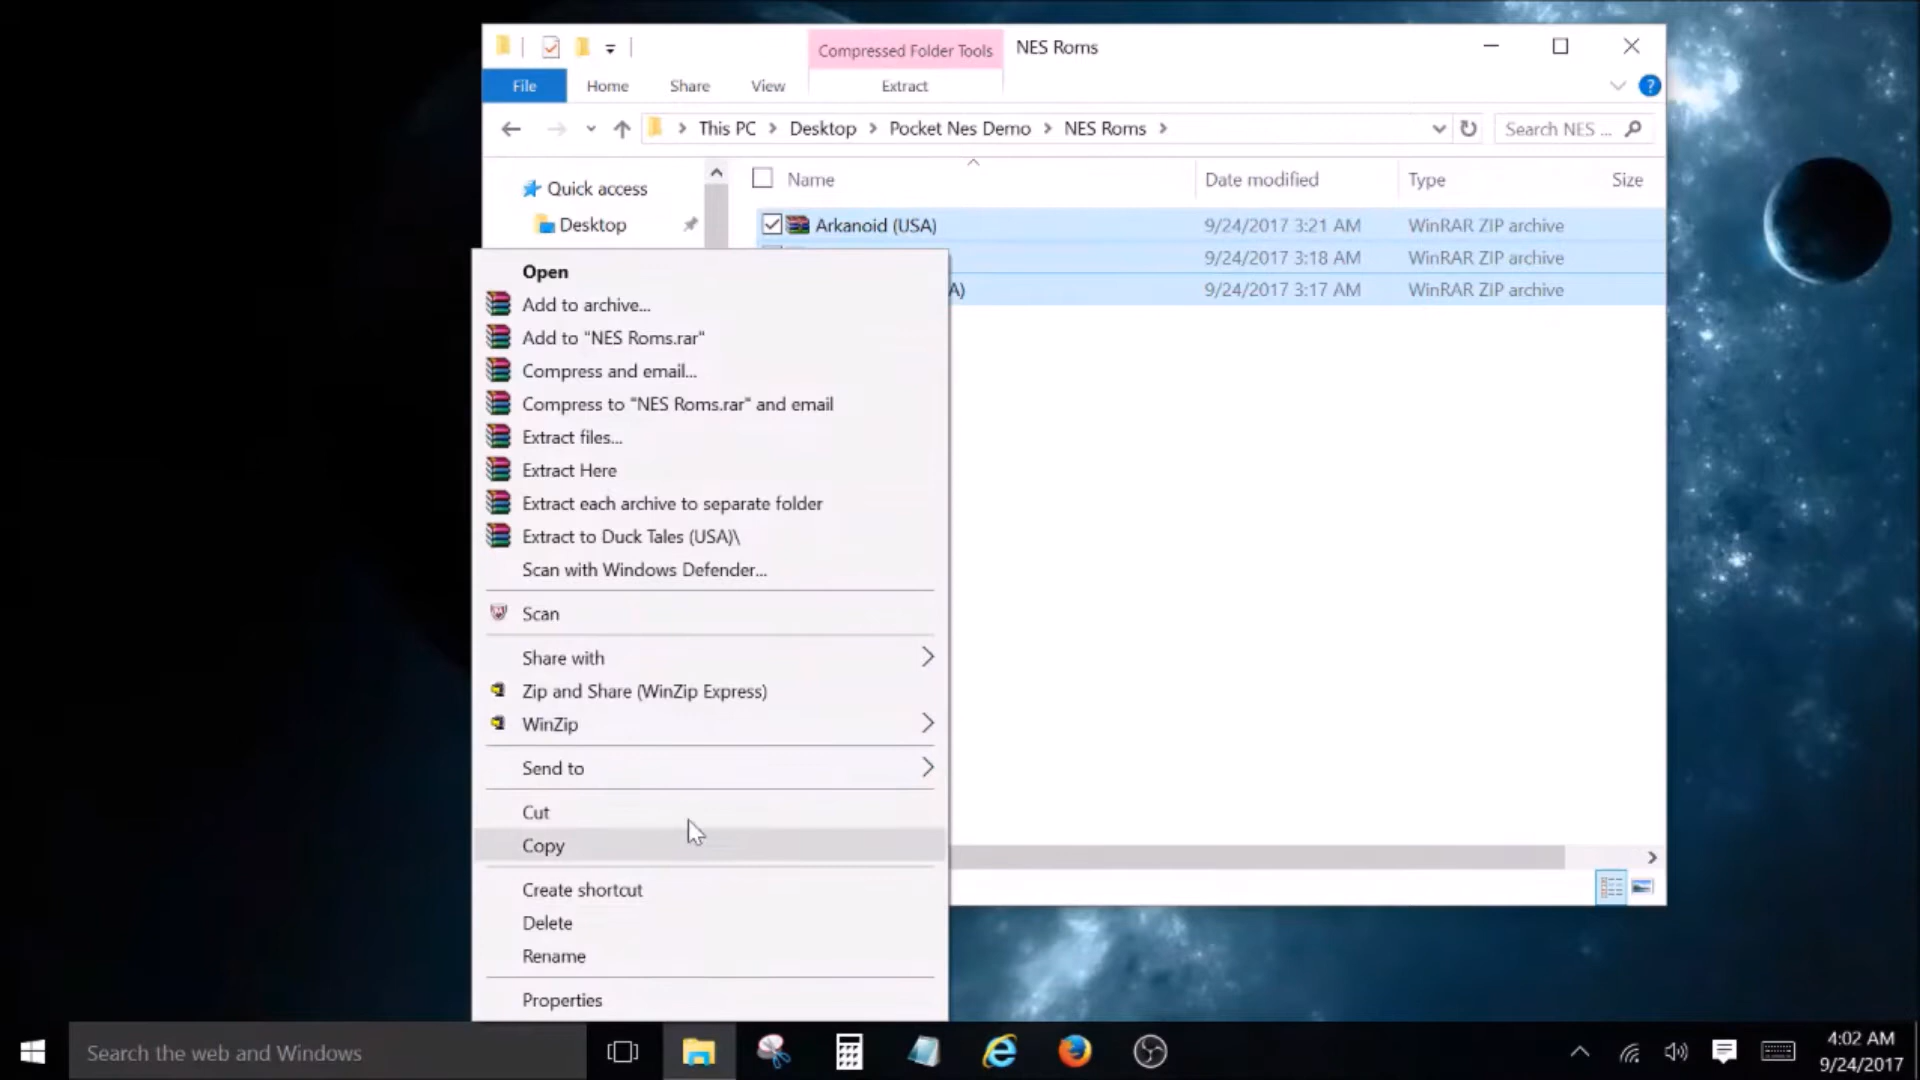 Compressed Folder Tools
NES Roms
File
Home
Share
View
Extract
?
This PC
Desktop
Pocket Nes Demo
NES Roms
Search NES ...
Name
Date modified
Type
Size
Quick access
Desktop
Arkanoid (USA)
9/24/2017 3:21 AM
WinRAR ZIP archive
9/24/2017 3:18 AM
WinRAR ZIP archive
A)
9/24/2017 3:17 AM
WinRAR ZIP archive
Open
Add to archive...
Add to "NES Roms.rar"
Compress and email...
Compress to "NES Roms.rar" and email
Extract files...
Extract Here
Extract each archive to separate folder
Extract to Duck Tales (USA)\
Scan with Windows Defender...
Scan
Share with
Zip and Share (WinZip Express)
WinZip
Send to
Cut
Copy
Create shortcut
Delete
Rename
Properties
Search the web and Windows
4:02 AM
9/24/2017